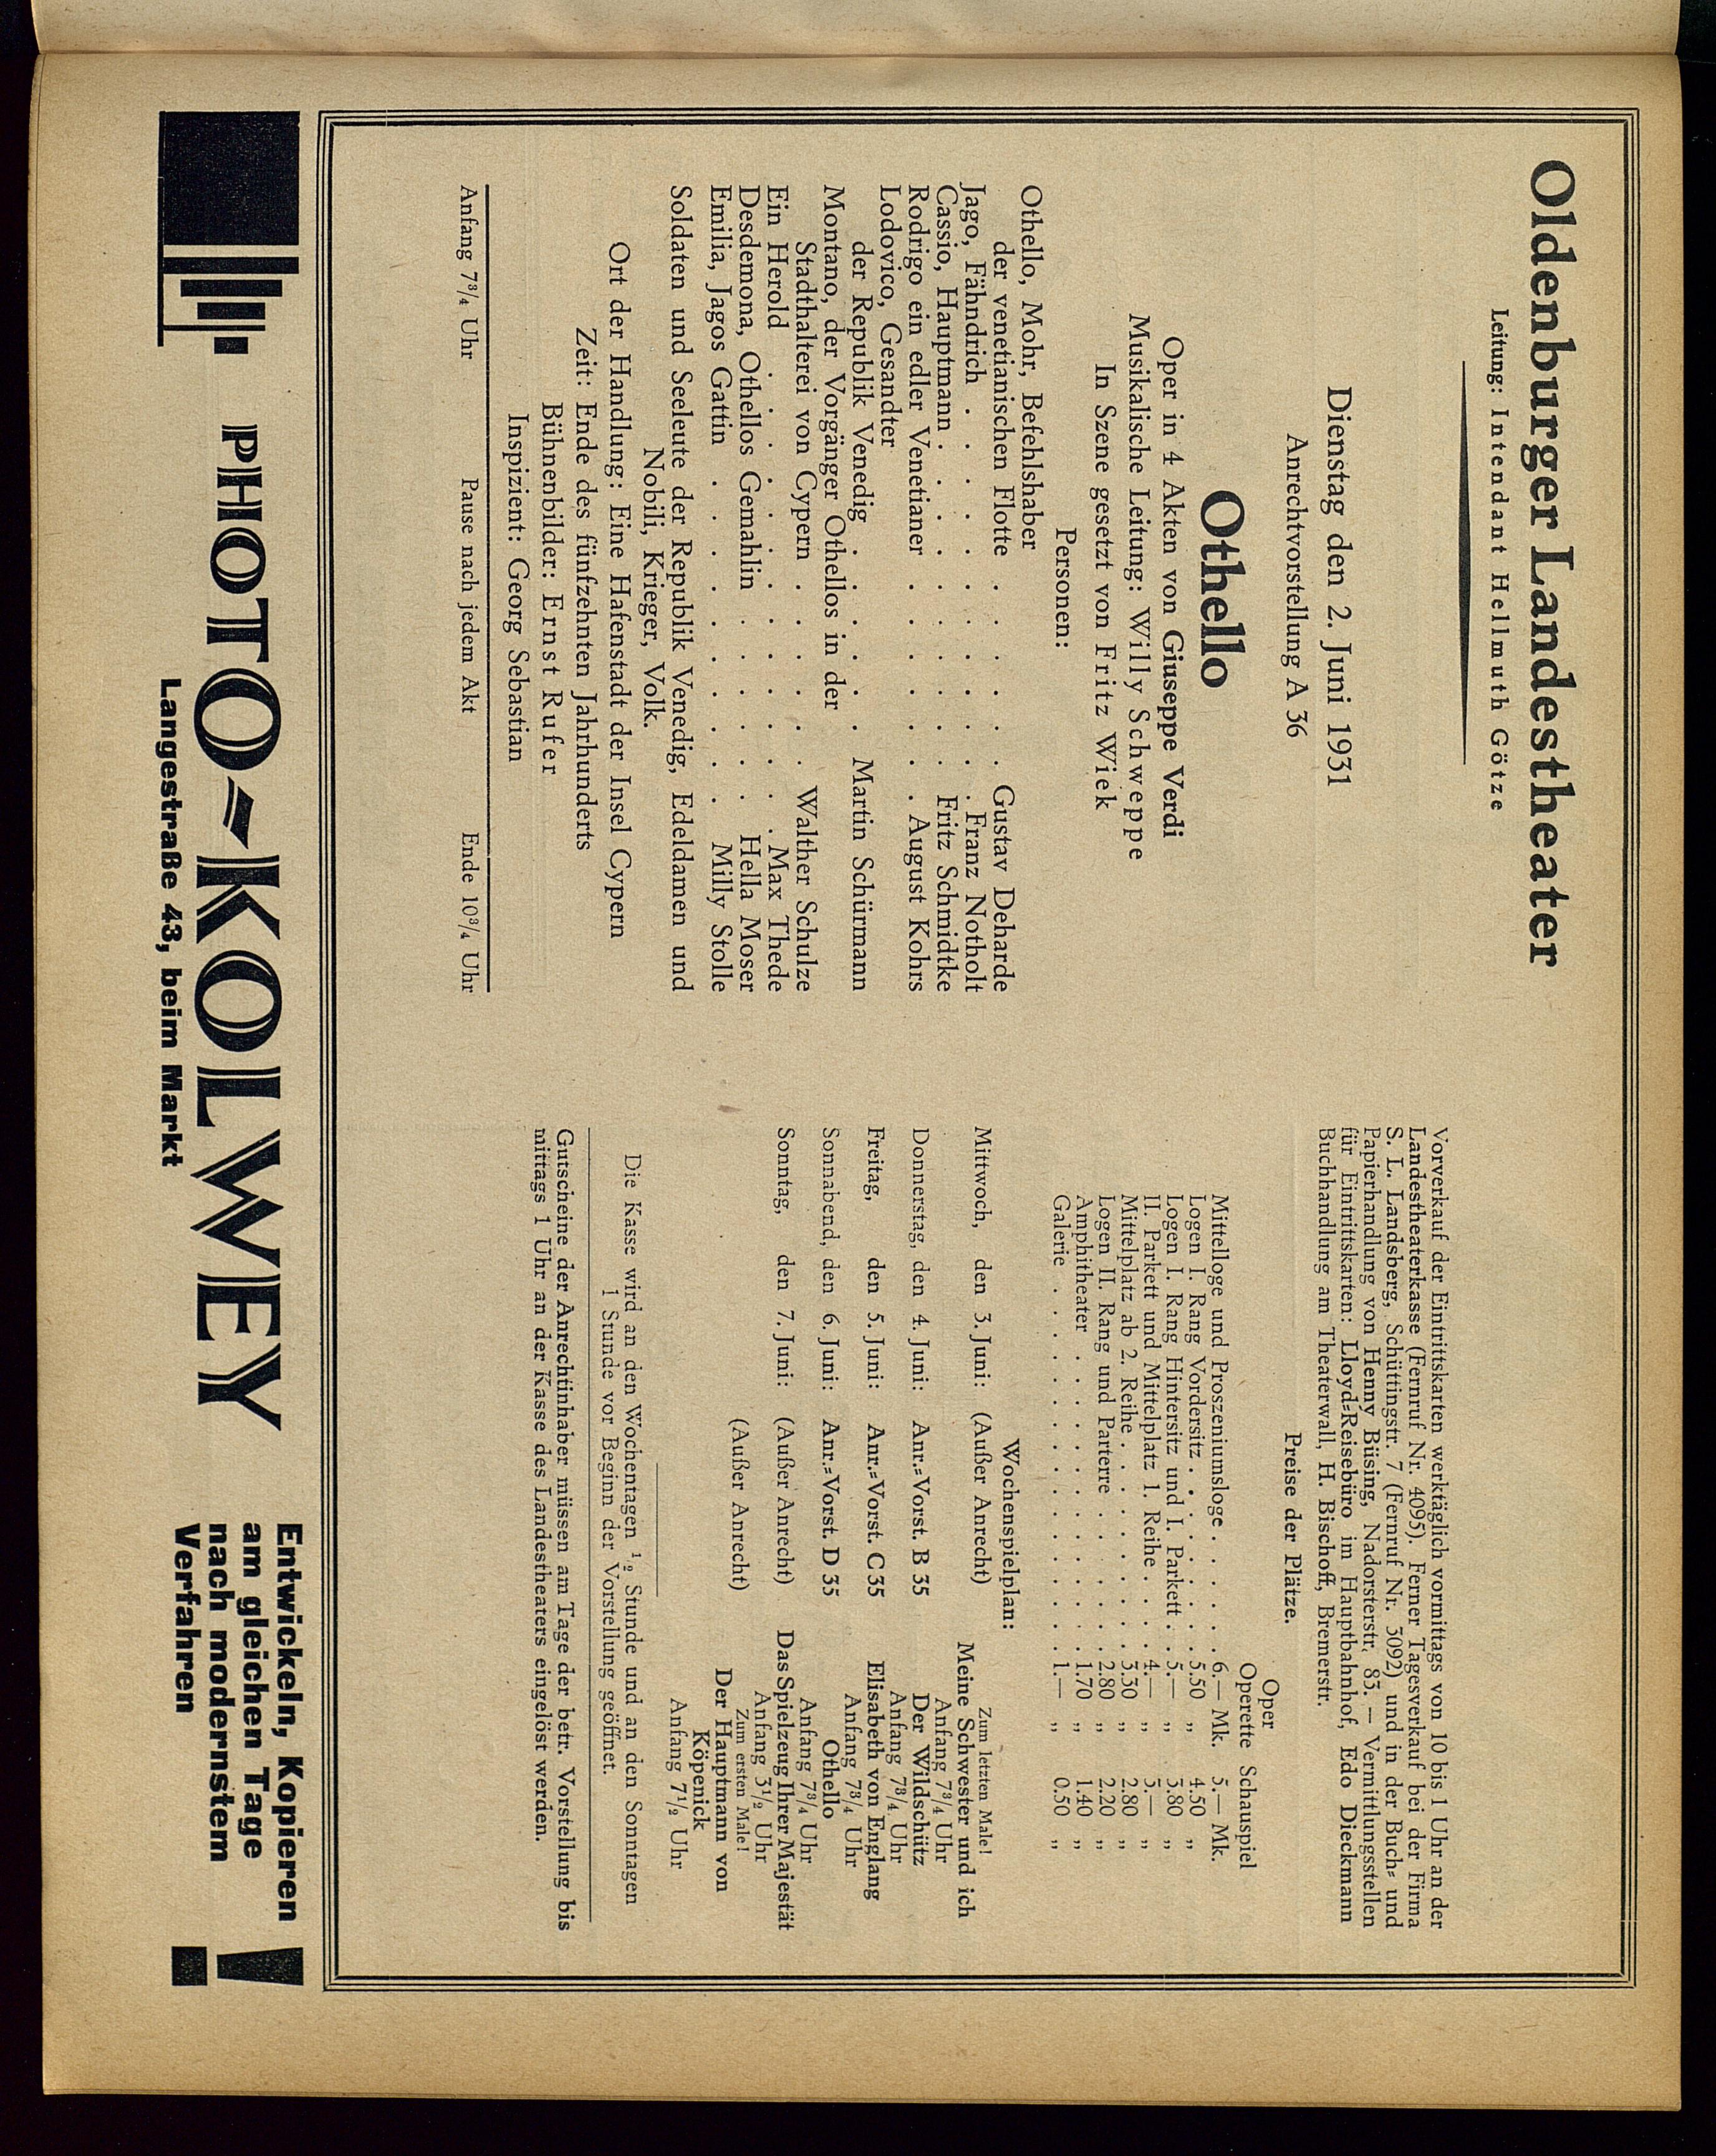 Oldenburger Landestheater
Leitung: Intendant Hellmuth Götze
Dienstag den 2. Juni 1931
Anrechtvorstellung A 36
Othello
Oper in 4 Akten von Giuseppe Verdi
Musikalische Leitung: Willy Schweppe
In Szene gesetzt von Fritz Wiek
Personen:
Othello, Mohr, Befehlshaber
der venetianischen Flotte . . . . Gustav Deharde
Jago, Fähndrich . . . . . . . Franz Notholt
Cassio, Hauptmann . . . . . . Fritz Schmidtke
Rodrigo ein edler Venetianer . . . . . August Kohrs
Lodovico, Gesandter
der Republik Venedig . . . . . . Martin Schürmann
Montano, der Vorgänger Othellos in der
Stadthalterei von Cypern . . . . . Walther Schulze
Ein Herold . . . . . . . . . Max Thede
Desdemona, Othellos Gemahlin . . . . . Hella Moser
Emilia, Jagos Gattin . . . . . . . . Milly Stolle
Soldaten und Seeleute der Republik Venedig, Edeldamen und
Nobili, Krieger, Volk.
Ort der Handlung: Eine Hafenstadt der Insel Cypern
Zeit: Ende des fünfzehnten Jahrhunderts
Bühnenbilder: Ernst Rufer
Inspizient: Georg Sebastian
Anfang 7³/₄ Uhr Pause nach jedem Akt Ende 10³/₄ Uhr
Vorverkauf der Eintrittskarten werktäglich vormittags von 10 bis 1 Uhr an der
Landestheaterkasse (Fernruf Nr. 4095). Ferner Tagesverkauf bei der Firma
S. L. Landsberg, Schüttingstr. 7 (Fernruf Nr. 3092) und in der Buch= und
Papierhandlung von Henny Büsing, Nadorsterstr. 83. — Vermittlungsstellen
für Eintrittskarten: Lloyd=Reisebüro im Hauptbahnhof, Edo Dieckmann
Buchhandlung am Theaterwall, H. Bischoff, Bremerstr.
Preise der Plätze.
Oper
Operette Schauspiel
Mittelloge und Proszeniumsloge . . . . . 6.— Mk. 5.— Mk.
Logen I. Rang Vordersitz . . . . . . . 5.50 „ 4.50 „
Logen I. Rang Hintersitz und I. Parkett . . 5.— „ 3.80 „
II. Parkett und Mittelplatz 1. Reihe . . . . 4.— „ 3.— „
Mittelplatz ab 2. Reihe . . . . . . . . 3.30 „ 2.80 „
Logen II. Rang und Parterre . . . . . . 2.80 „ 2.20 „
Amphitheater . . . . . . . . . . . 1.70 „ 1.40 „
Galerie . . . . . . . . . . . . . 1.— „ 0.50 „
Wochenspielplan:
Mittwoch, den 3. Juni: (Außer Anrecht) Zum letzten Male!
Meine Schwester und ich
Anfang 7³/₄ Uhr
Donnerstag, den 4. Juni: Anr.=Vorst. B 35 Der Wildschütz
Anfang 7³/₄ Uhr
Freitag, den 5. Juni: Anr.=Vorst. C 35 Elisabeth von Englang
Anfang 7³/₄ Uhr
Sonnabend, den 6. Juni: Anr.=Vorst. D 35 Othello
Anfang 7³/₄ Uhr
Sonntag, den 7. Juni: (Außer Anrecht) Das Spielzeug Ihrer Majestät
Anfang 3¹/₂ Uhr
Zum ersten Male!
(Außer Anrecht) Der Hauptmann von
Köpenick
Anfang 7¹/₂ Uhr
Die Kasse wird an den Wochentagen ¹/₂ Stunde und an den Sonntagen
1 Stunde vor Beginn der Vorstellung geöffnet.
Gutscheine der Anrechtinhaber müssen am Tage der betr. Vorstellung bis
mittags 1 Uhr an der Kasse des Landestheaters eingelöst werden.
PHOTO-KOLWEY
Langestraße 43, beim Markt
Entwickeln, Kopieren
am gleichen Tage
nach modernstem
Verfahren !